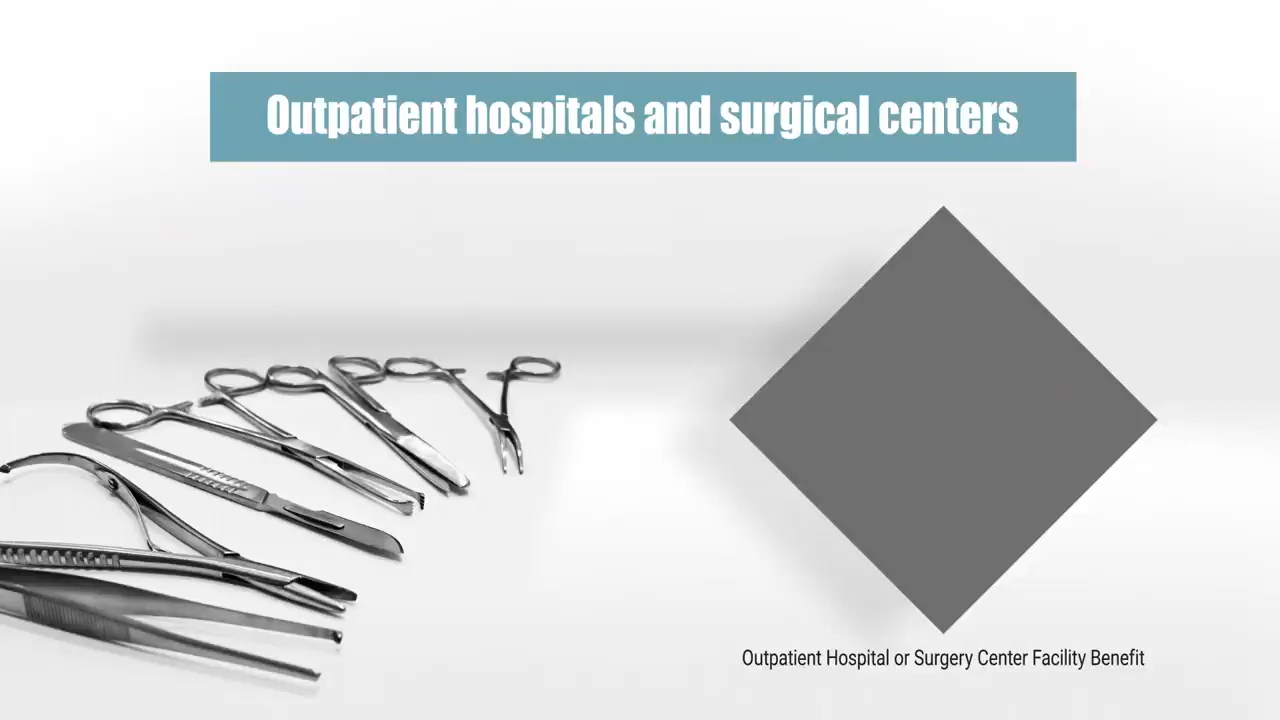 Outpatient hospitals and surgical centers
Outpatient Hospital or Surgery Center Facility Benefit